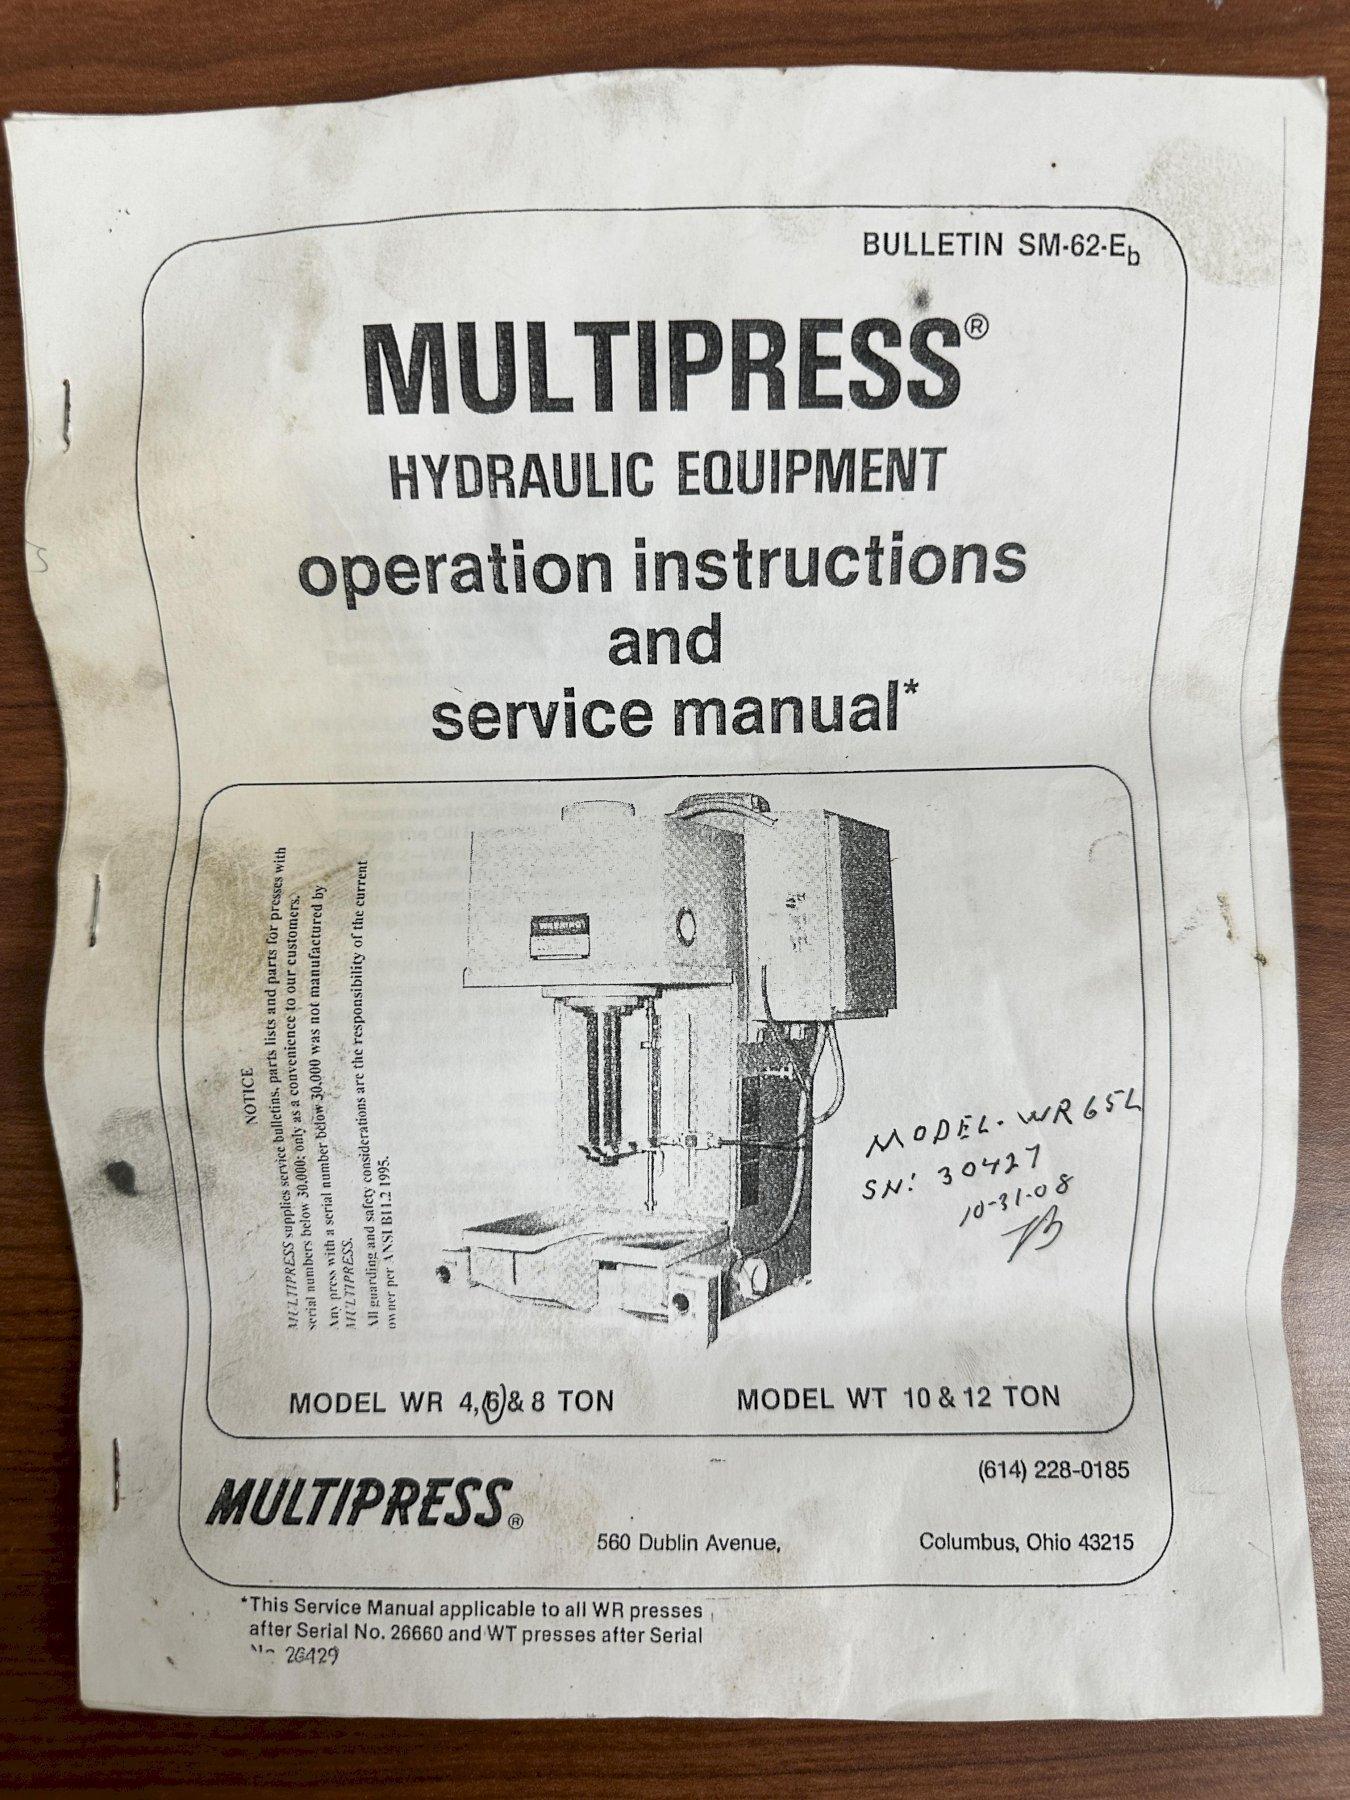 BULLETIN SM-62-Eb
MULTIPRESS®
HYDRAULIC EQUIPMENT
operation instructions
and
service manual*
NOTICE
MULTIPRESS supplies service bulletins, parts lists and parts for presses with
serial numbers below 30,000; only as a convenience to our customers.
Any press with a serial number below 30,000 was not manufactured by
MULTIPRESS.
All guarding and safety considerations are the responsibility of the current
owner per ANSI B11.2 1995.
MODEL- WR65L
SN: 30427
10-31-08
JB
MODEL WR 4, 6 & 8 TON
MODEL WT 10 & 12 TON
MULTIPRESS®
(614) 228-0185
560 Dublin Avenue,
Columbus, Ohio 43215
*This Service Manual applicable to all WR presses
after Serial No. 26660 and WT presses after Serial
No 26429